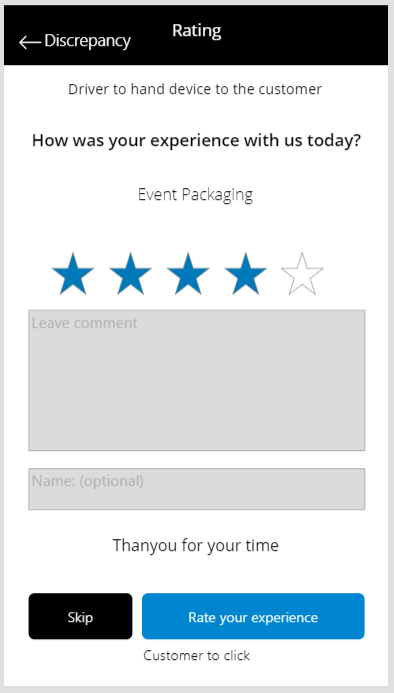 Rating
← Discrepancy
Driver to hand device to the customer
How was your experience with us today?
Event Packaging
Leave comment
Name: (optional)
Thanyou for your time
Skip
Rate your experience
Customer to click